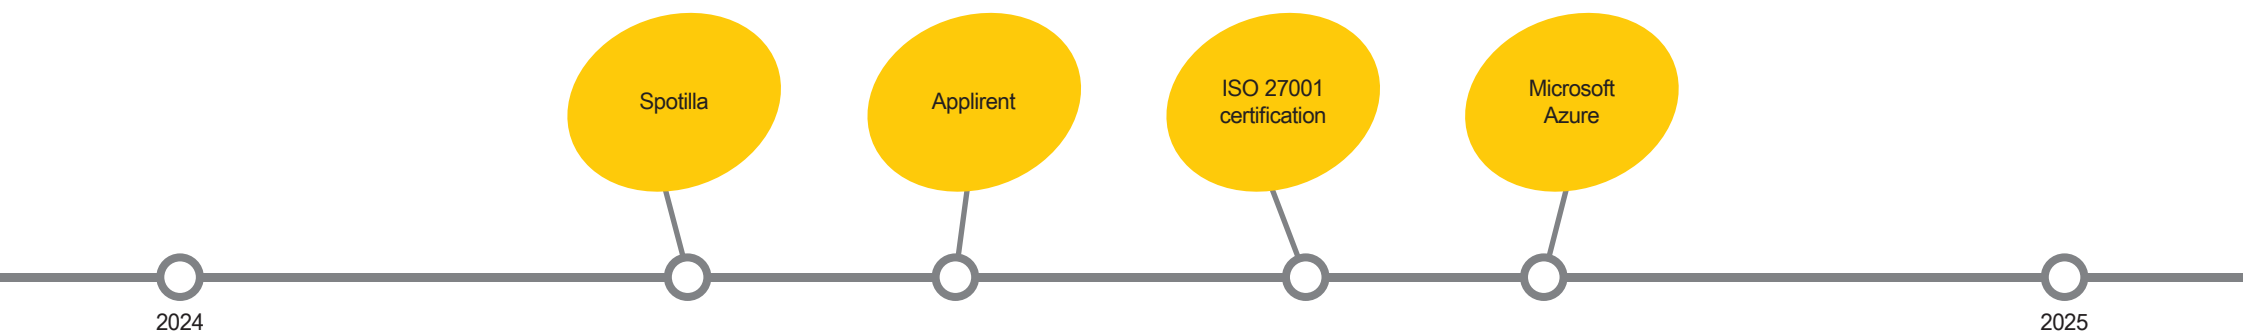 Spotilla
Applirent
ISO 27001
certification
Microsoft
Azure
2024
2025